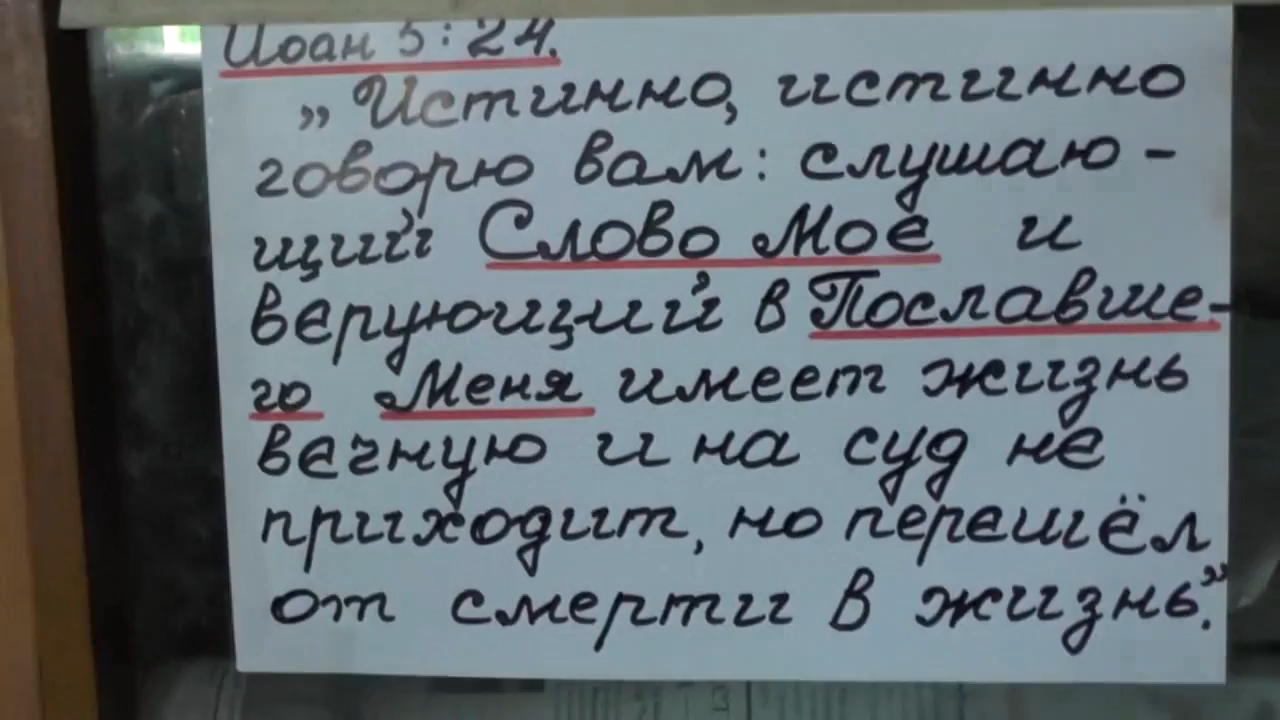 Иоан 5:24.
„Истинно, истинно
говорю вам: слушаю-
щий Слово Мое и
верующий в Пославше-
го Меня имеет жизнь
вечную и на суд не
приходит, но перешёл
от смерти в жизнь."